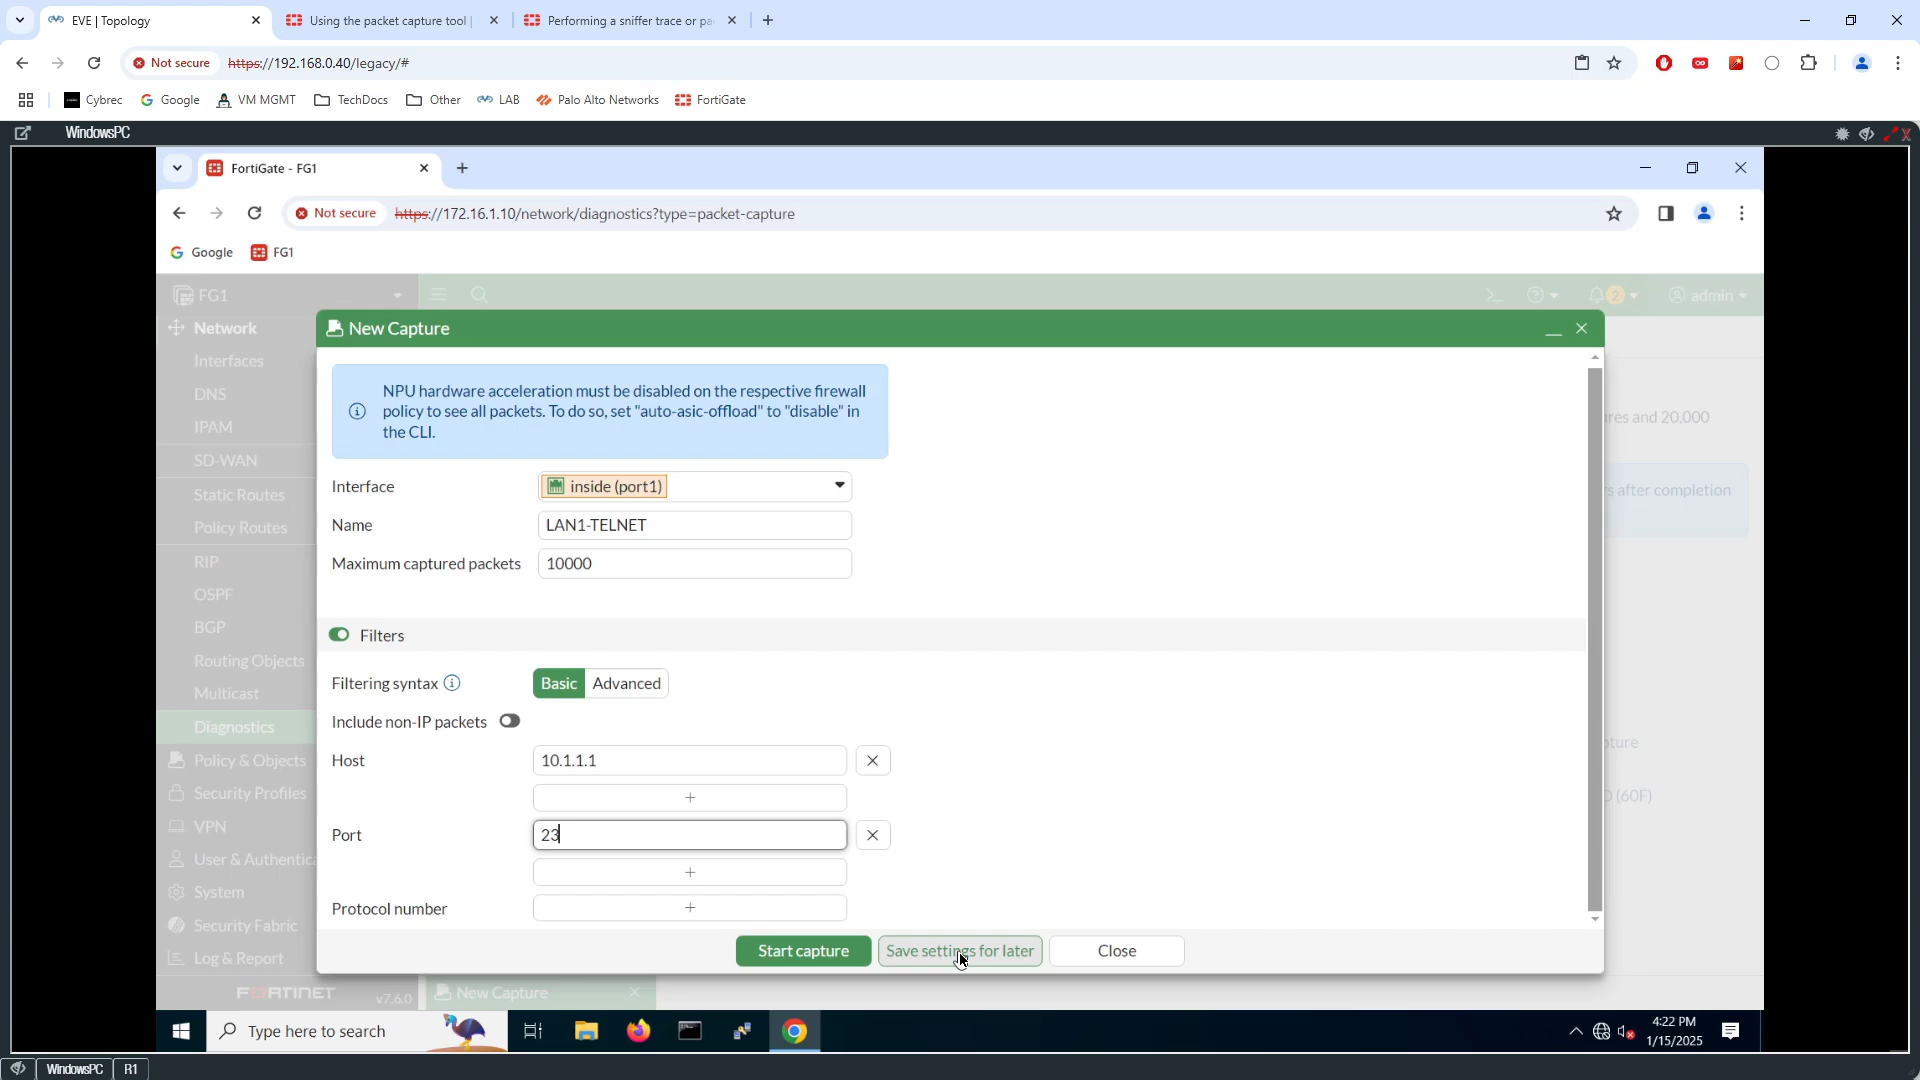 EVE | Topology
Using the packet capture tool |
Performing a sniffer trace or pa
Not secure
https://192.168.0.40/legacy/#
Cybrec
Google
VM MGMT
TechDocs
Other
LAB
Palo Alto Networks
FortiGate
WindowsPC
FortiGate - FG1
Not secure
https://172.16.1.10/network/diagnostics?type=packet-capture
Google
FG1
FG1
2
admin
Network
Interfaces
DNS
IPAM
SD-WAN
Static Routes
Policy Routes
RIP
OSPF
BGP
Routing Objects
Multicast
Diagnostics
Policy & Objects
Security Profiles
VPN
User & Authentica
System
Security Fabric
Log & Report
FORTINET
v7.6.0
New Capture
NPU hardware acceleration must be disabled on the respective firewall
policy to see all packets. To do so, set "auto-asic-offload" to "disable" in
the CLI.
Interface
inside (port1)
Name
LAN1-TELNET
Maximum captured packets
10000
Filters
Filtering syntax
Basic
Advanced
Include non-IP packets
Host
10.1.1.1
+
Port
23
+
Protocol number
+
Start capture
Save settings for later
Close
res and 20,000
s after completion
pture
D (60F)
New Capture
Type here to search
4:22 PM
1/15/2025
WindowsPC
R1